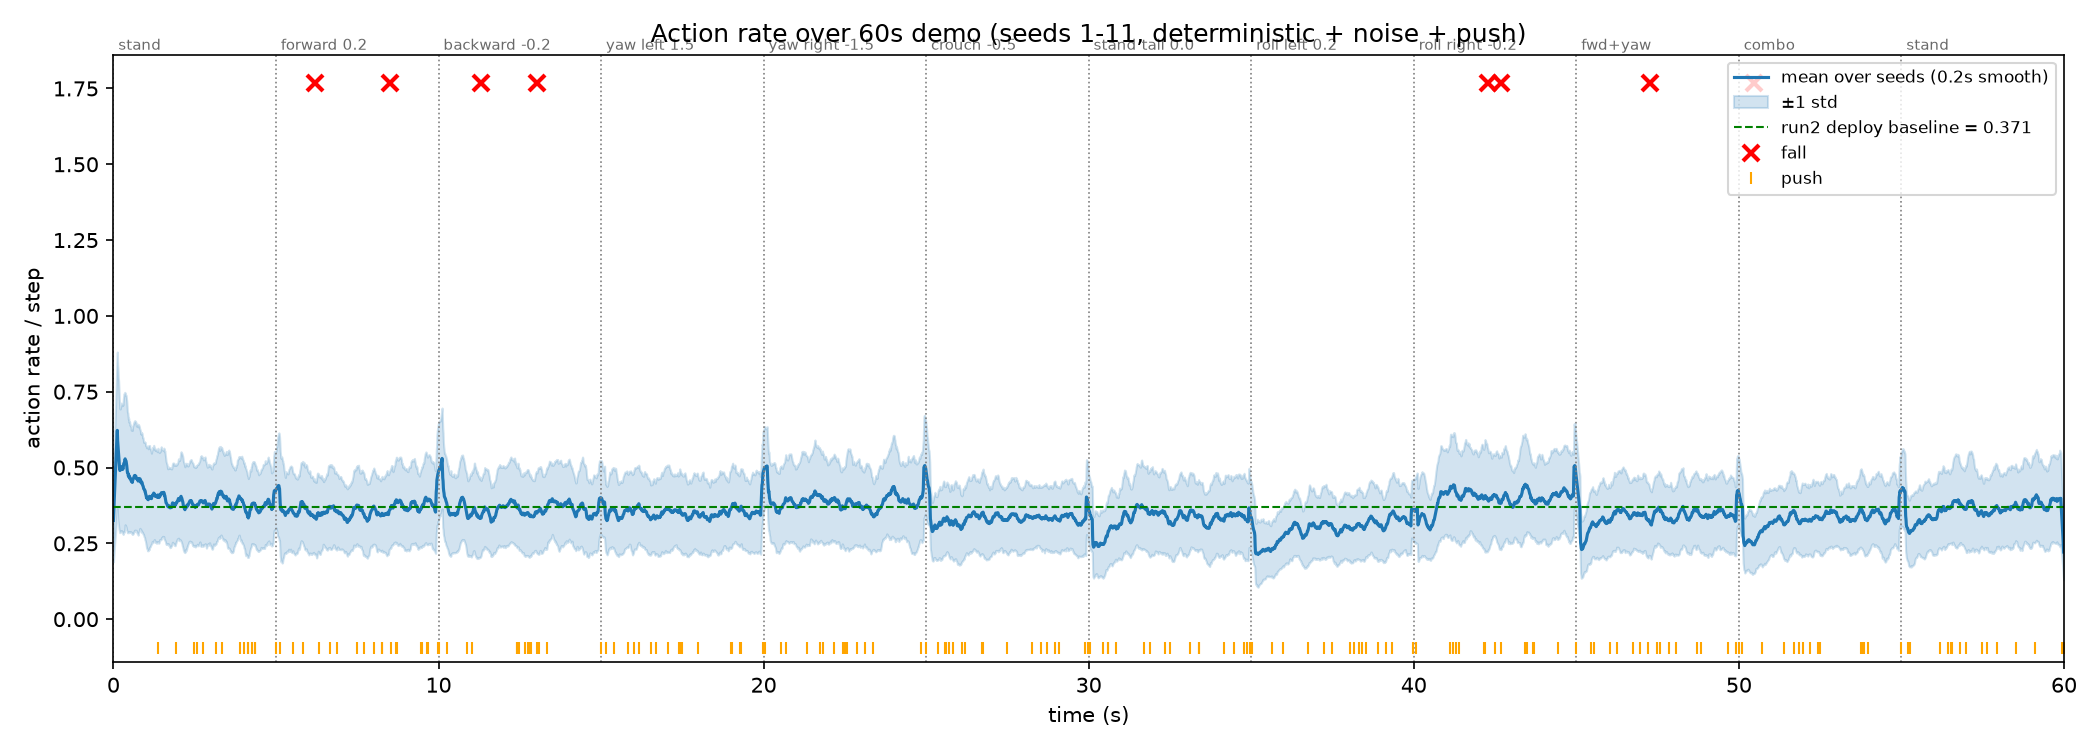 Action rate over 60s demo (seeds 1-11, deterministic + noise + push)
stand forward 0.2 backward -0.2 yaw left 1.5 yaw right -1.5 crouch -0.5 stand tall 0.0 roll left 0.2 roll right -0.2 fwd+yaw combo stand
mean over seeds (0.2s smooth)
±1 std
run2 deploy baseline = 0.371
fall
push
action rate / step
1.75
1.50
1.25
1.00
0.75
0.50
0.25
0.00
0 10 20 30 40 50 60
time (s)